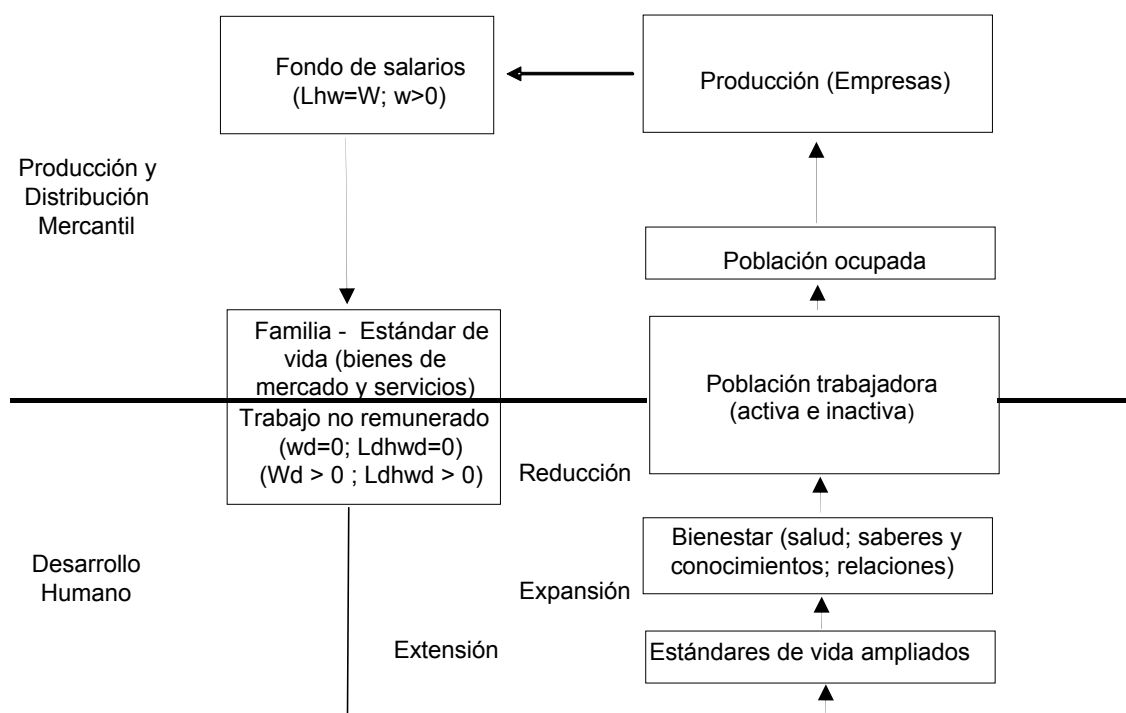 Fondo de salarios
(Lhw=W; w>0)
Producción (Empresas)
Producción y
Distribución
Mercantil
Población ocupada
Familia - Estándar de
vida (bienes de
mercado y servicios)
Trabajo no remunerado
(wd=0; Ldhwd=0)
(Wd > 0 ; Ldhwd > 0)
Población trabajadora
(activa e inactiva)
Reducción
Bienestar (salud; saberes y
conocimientos; relaciones)
Desarrollo
Humano
Expansión
Extensión
Estándares de vida ampliados